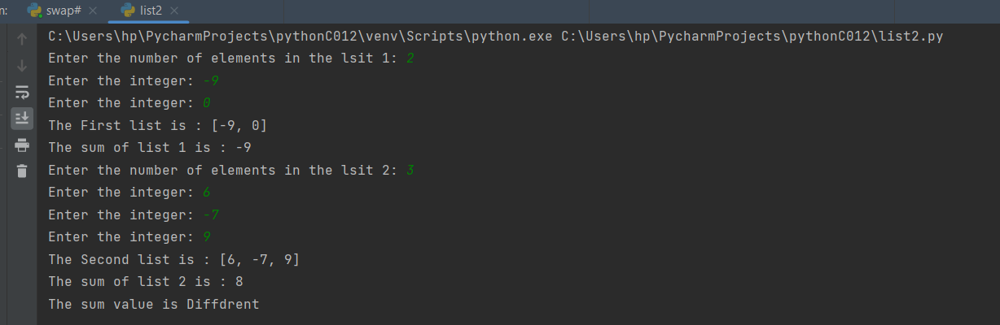 n: swap# × list2 ×
C:\Users\hp\PycharmProjects\pythonC012\venv\Scripts\python.exe C:\Users\hp\PycharmProjects\pythonC012\list2.py
Enter the number of elements in the lsit 1: 2
Enter the integer: -9
Enter the integer: 0
The First list is : [-9, 0]
The sum of list 1 is : -9
Enter the number of elements in the lsit 2: 3
Enter the integer: 6
Enter the integer: -7
Enter the integer: 9
The Second list is : [6, -7, 9]
The sum of list 2 is : 8
The sum value is Diffdrent